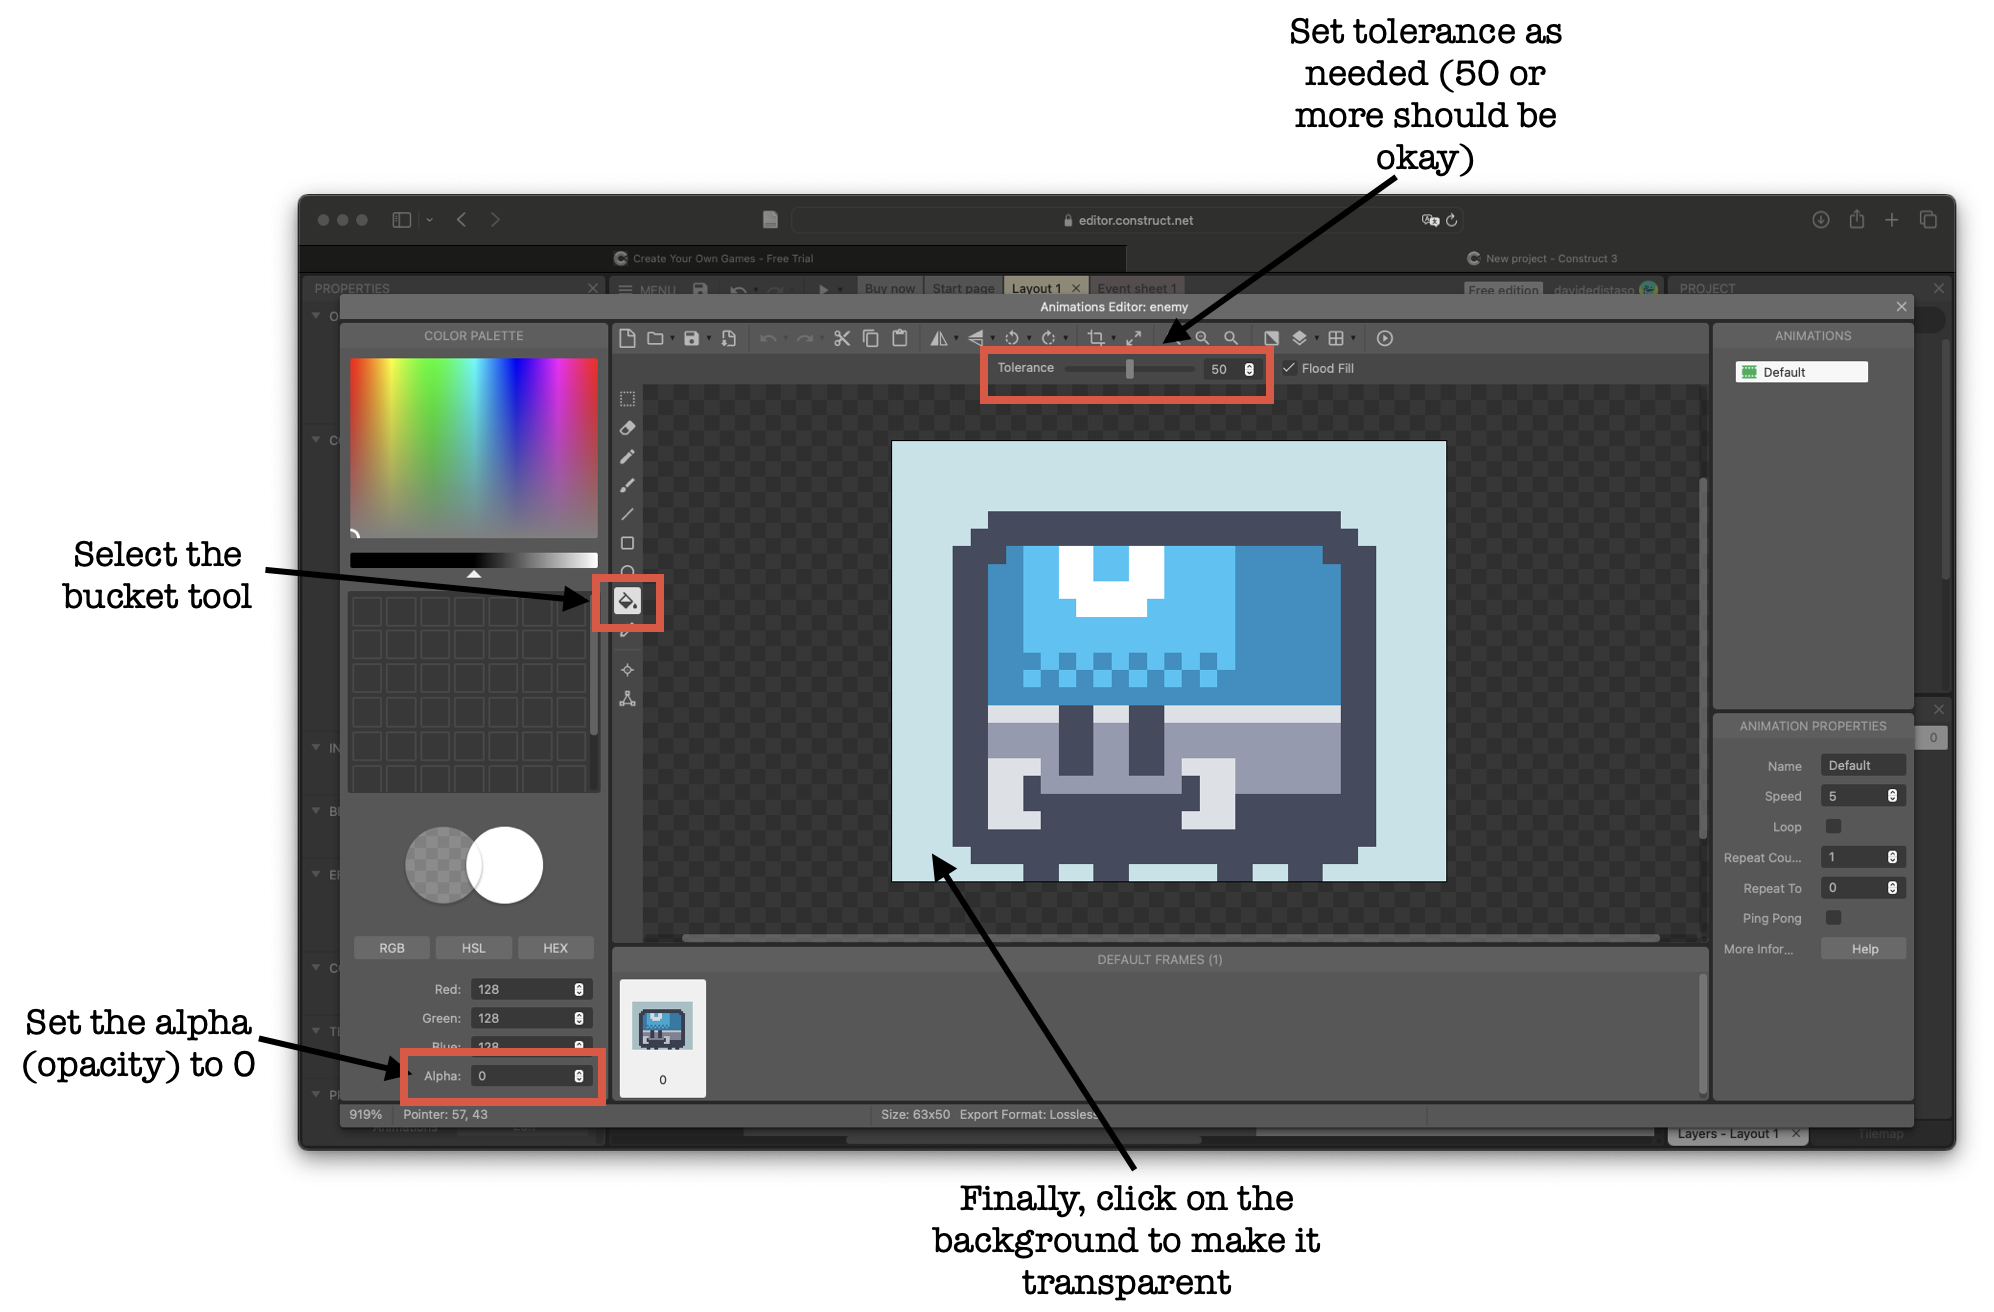 Set tolerance as
needed (50 or
more should be
okay)
editor.construct.net
Create Your Own Games - Free Trial
New project - Construct 3
PROPERTIES
MENU
Buy now
Start page
Layout 1
Event sheet 1
Free edition
davidedistaso
PROJECT
Animations Editor: enemy
COLOR PALETTE
ANIMATIONS
Tolerance
50
Flood Fill
Default
Select the
bucket tool
ANIMATION PROPERTIES
0
Name
Default
Speed
5
Loop
Repeat Cou...
1
Repeat To
0
Ping Pong
More Infor...
Help
RGB
HSL
HEX
DEFAULT FRAMES (1)
Red:
128
Green:
128
Blue:
128
Alpha:
0
0
Set the alpha
(opacity) to 0
919%
Pointer: 57, 43
Size: 63x50
Export Format: Lossless
Animations
Layers - Layout 1
Tilemap
Finally, click on the
background to make it
transparent